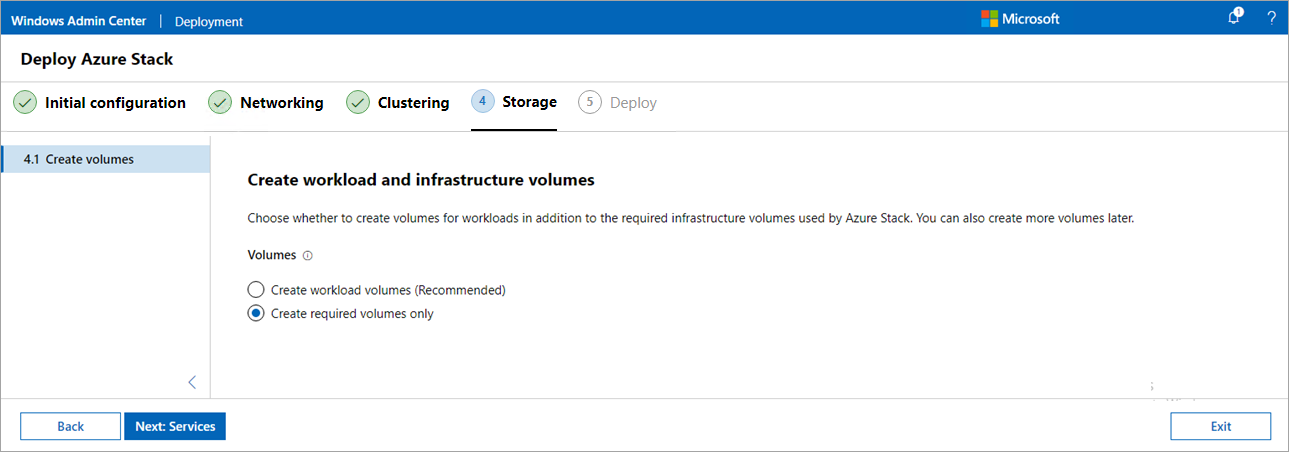 Windows Admin Center | Deployment
Microsoft
1
?
Deploy Azure Stack
Initial configuration
Networking
Clustering
4 Storage
5 Deploy
4.1 Create volumes
Create workload and infrastructure volumes
Choose whether to create volumes for workloads in addition to the required infrastructure volumes used by Azure Stack. You can also create more volumes later.
Volumes
Create workload volumes (Recommended)
Create required volumes only
Back
Next: Services
Exit